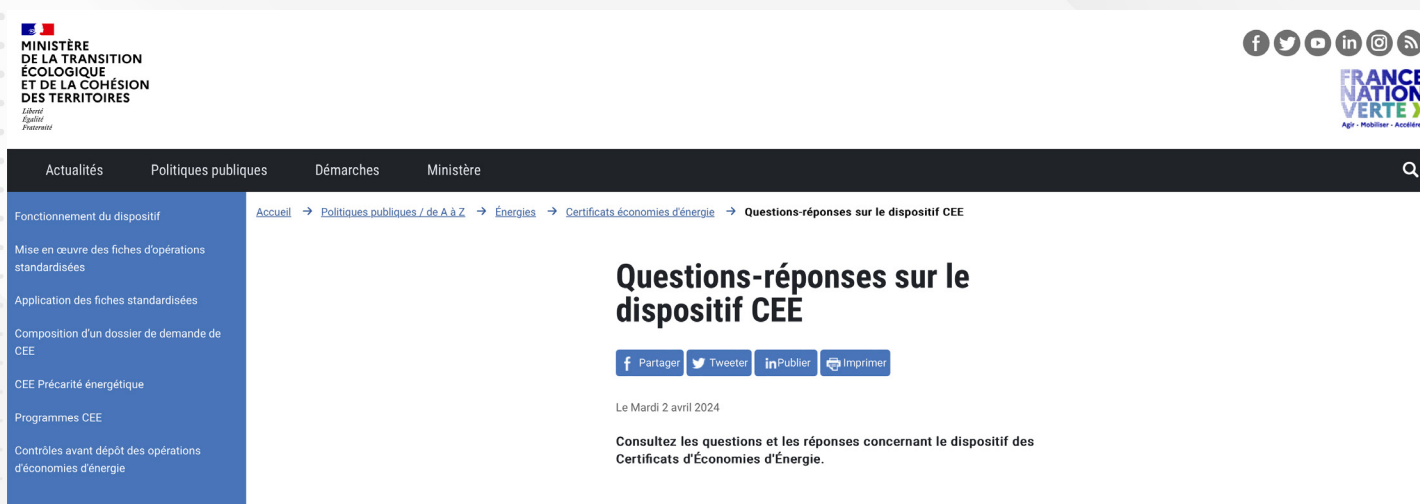 MINISTÈRE
DE LA TRANSITION
ÉCOLOGIQUE
ET DE LA COHÉSION
DES TERRITOIRES
Liberté
Égalité
Fraternité
FRANCE
NATION
VERTE
Agir • Mobiliser • Accélére
Actualités Politiques publiques Démarches Ministère
Fonctionnement du dispositif
Mise en œuvre des fiches d'opérations
standardisées
Application des fiches standardisées
Composition d'un dossier de demande de
CEE
CEE Précarité énergétique
Programmes CEE
Contrôles avant dépôt des opérations
d'économies d'énergie
Accueil → Politiques publiques / de A à Z → Énergies → Certificats économies d'énergie → Questions-réponses sur le dispositif CEE
Questions-réponses sur le
dispositif CEE
Partager Tweeter Publier Imprimer
Le Mardi 2 avril 2024
Consultez les questions et les réponses concernant le dispositif des
Certificats d'Économies d'Énergie.